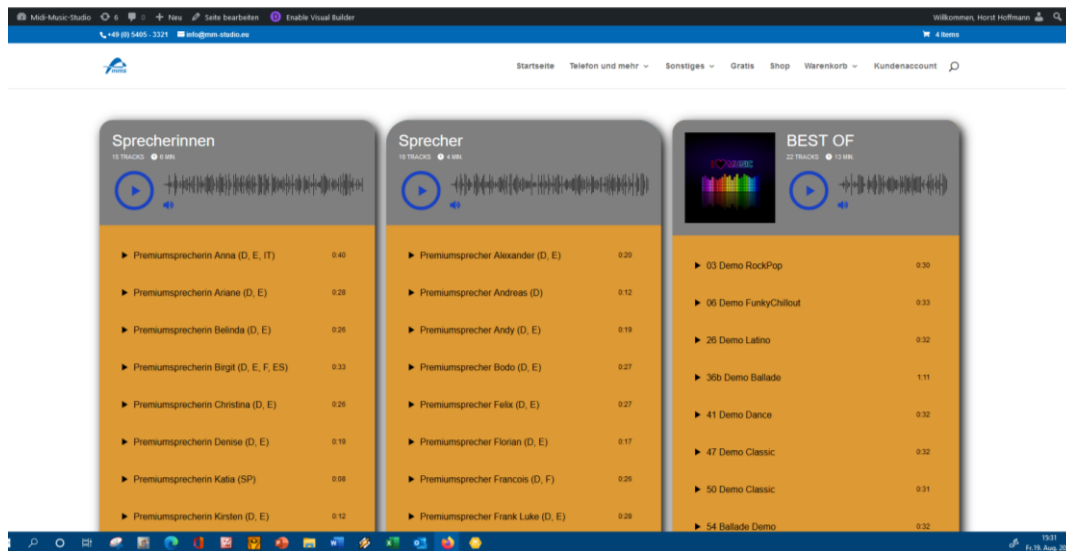 Midi-Music-Studio 6 0 Neu Seite bearbeiten Enable Visual Builder Willkommen, Horst Hoffmann
+49 (0) 5405 - 3321 info@mm-studio.eu 4 Items
mms Startseite Telefon und mehr Sonstiges Gratis Shop Warenkorb Kundenaccount
Sprecherinnen
TRACKS 6 MIN.
Premiumsprecherin Anna (D, E, IT) 0:40
Premiumsprecherin Ariane (D, E) 0:28
Premiumsprecherin Belinda (D, E) 0:26
Premiumsprecherin Birgit (D, E, F, ES) 0:33
Premiumsprecherin Christina (D, E) 0:26
Premiumsprecherin Denise (D, E) 0:19
Premiumsprecherin Katia (SP) 0:08
Premiumsprecherin Kirsten (D, E) 0:12
Sprecher
TRACKS 4 MIN.
Premiumsprecher Alexander (D, E) 0:20
Premiumsprecher Andreas (D) 0:12
Premiumsprecher Andy (D, E) 0:19
Premiumsprecher Bodo (D, E) 0:27
Premiumsprecher Felix (D, E) 0:27
Premiumsprecher Florian (D, E) 0:17
Premiumsprecher Francois (D, F) 0:26
Premiumsprecher Frank Luke (D, E) 0:28
BEST OF
22 TRACKS 13 MIN.
03 Demo RockPop 0:30
06 Demo FunkyChillout 0:33
26 Demo Latino 0:32
36b Demo Ballade 1:11
41 Demo Dance 0:32
47 Demo Classic 0:32
50 Demo Classic 0:31
54 Ballade Demo 0:32
15:31
Fr.19. Aug. 20